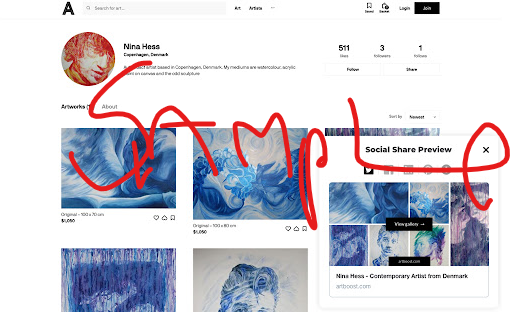 A Search for art... Art Artists ... Saved Basket Login Join
Nina Hess
Copenhagen, Denmark
511 3 1
likes followers follows
artist based in Copenhagen, Denmark. My mediums are watercolour, acrylic
on canvas and the odd sculpture
Follow Share
Artworks About
Sort by Newest
Sample
Social Share Preview ×
View gallery →
artboost.com
Original • 100 x 70 cm
$1,050
Original • 100 x 80 cm
$1,050
Nina Hess - Contemporary Artist from Denmark
artboost.com